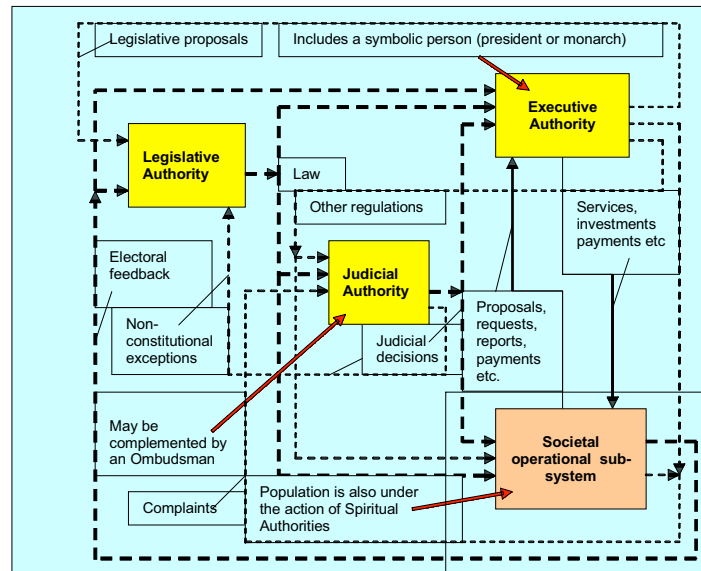 Legislative proposals
Includes a symbolic person (president or monarch)
Executive
Authority
Legislative
Authority
Law
Other regulations
Services,
investments
payments etc
Electoral
feedback
Judicial
Authority
Non-
constitutional
exceptions
Judicial
decisions
Proposals,
requests,
reports,
payments
etc.
May be
complemented by
an Ombudsman
Societal
operational sub-
system
Complaints
Population is also under
the action of Spiritual
Authorities